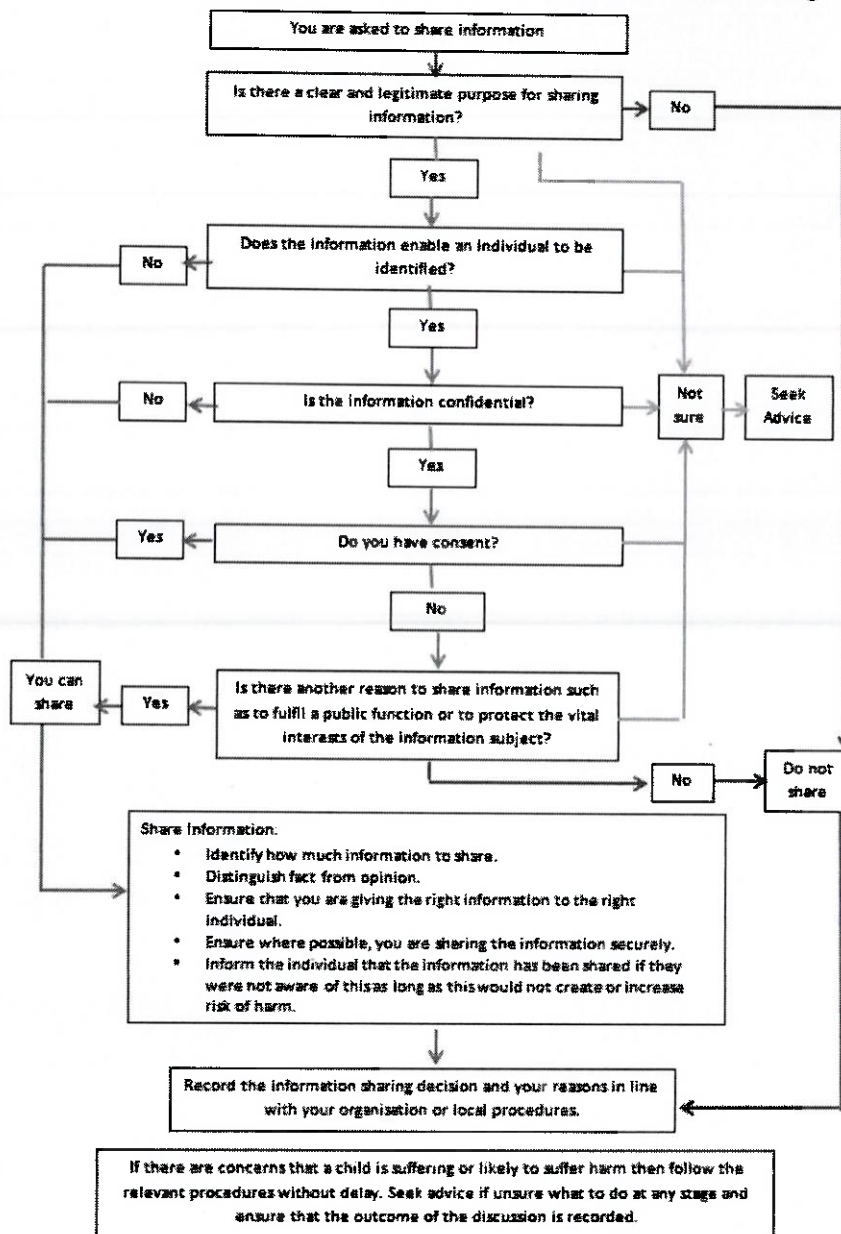 You are asked to share information
Is there a clear and legitimate purpose for sharing
information?
No
Yes
Does the information enable an individual to be
identified?
No
Yes
Is the information confidential?
No
Not
sure
Seek
Advice
Yes
Do you have consent?
Yes
No
You can
share
Yes
Is there another reason to share information such
as to fulfil a public function or to protect the vital
interests of the information subject?
No
Do not
share
Share Information:
• Identify how much information to share.
• Distinguish fact from opinion.
• Ensure that you are giving the right information to the right
individual.
• Ensure where possible, you are sharing the information securely.
• Inform the individual that the information has been shared if they
were not aware of this as long as this would not create or increase
risk of harm.
Record the information sharing decision and your reasons in line
with your organisation or local procedures.
If there are concerns that a child is suffering or likely to suffer harm then follow the
relevant procedures without delay. Seek advice if unsure what to do at any stage and
ensure that the outcome of the discussion is recorded.